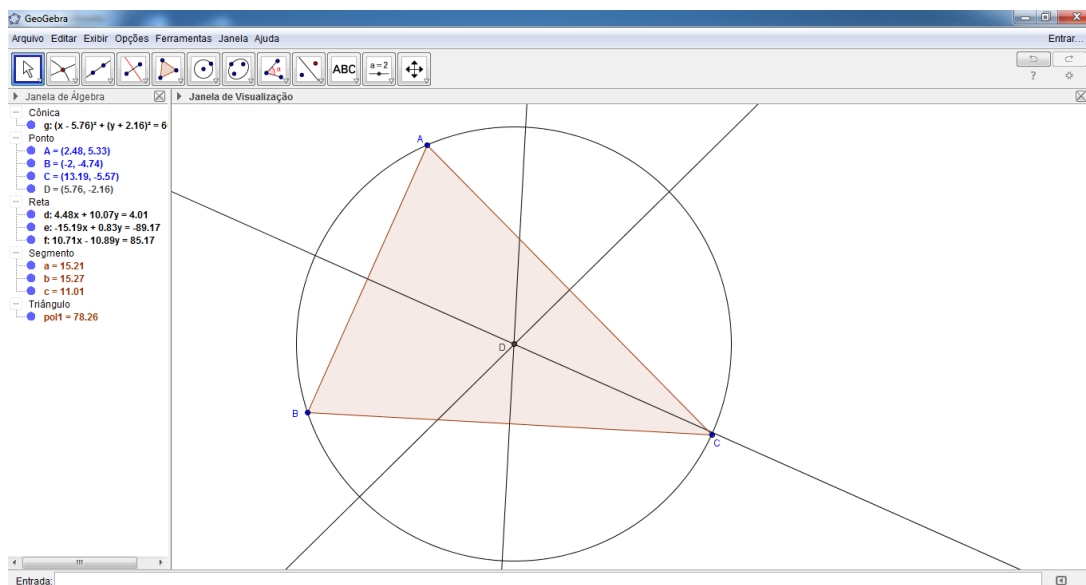 GeoGebra
Arquivo Editar Exibir Opções Ferramentas Janela Ajuda
Entrar...
ABC
a=2
Janela de Álgebra
Janela de Visualização
Cônica
g: (x - 5.76)² + (y + 2.16)² = 6
Ponto
A = (2.48, 5.33)
B = (-2, -4.74)
C = (13.19, -5.57)
D = (5.76, -2.16)
Reta
d: 4.48x + 10.07y = 4.01
e: -15.19x + 0.83y = -89.17
f: 10.71x - 10.89y = 85.17
Segmento
a = 15.21
b = 15.27
c = 11.01
Triângulo
pol1 = 78.26
A
D
B
C
Entrada: